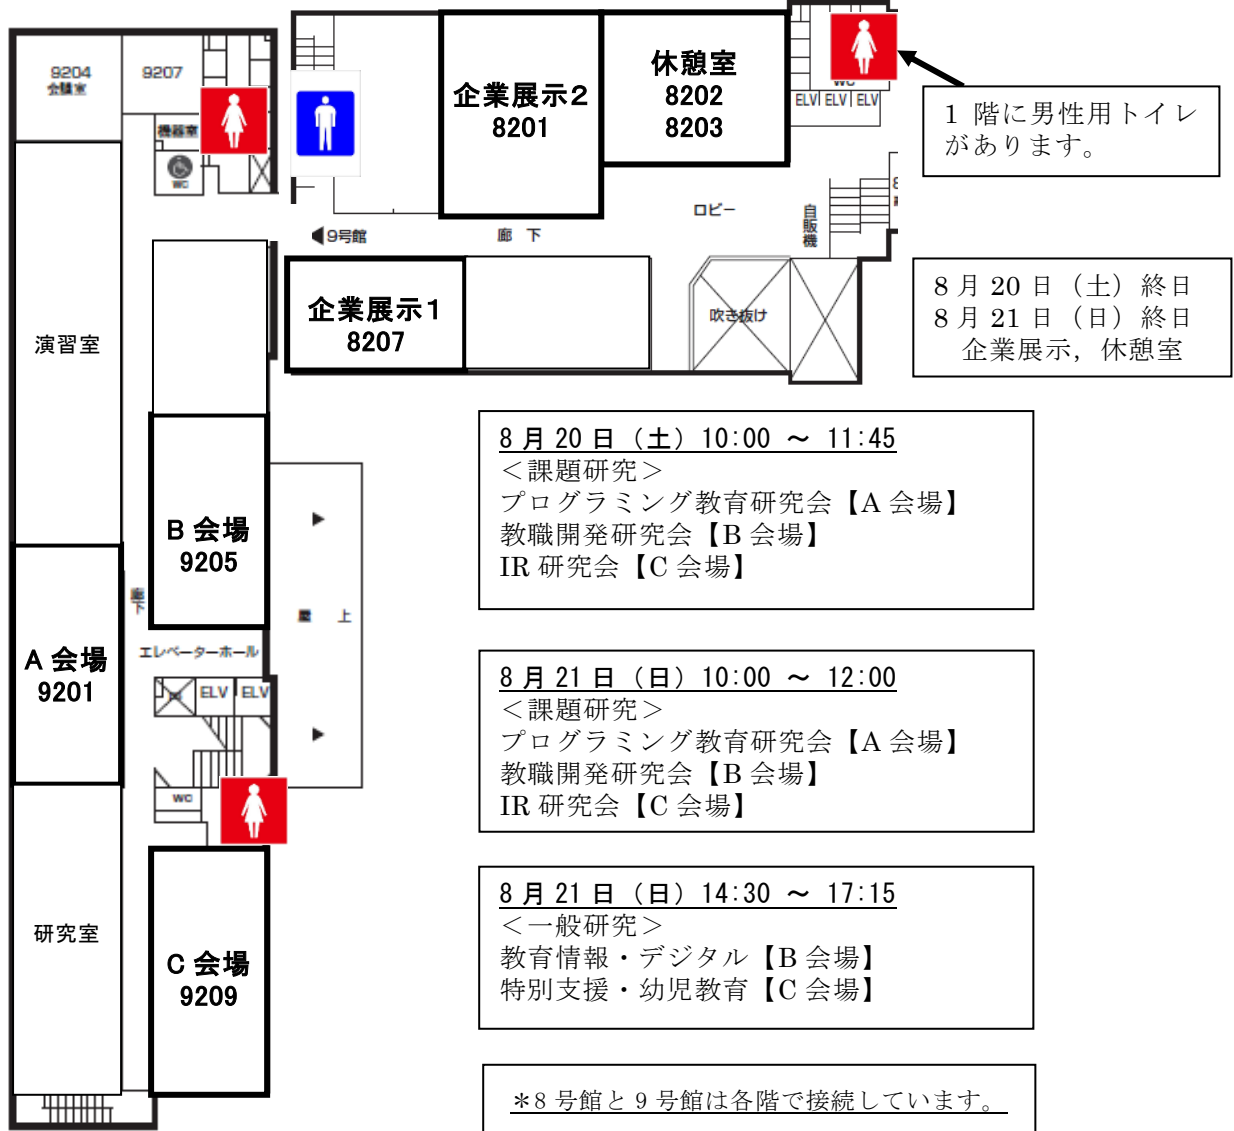 9204
会議室
9207
機器室
WC
企業展示2
8201
休憩室
8202
8203
WC
ELV ELV ELV
1 階に男性用トイレ
があります。
ロビー
自販機
◀9号館
廊 下
企業展示1
8207
吹き抜け
8月20日（土）終日
8月21日（日）終日
企業展示，休憩室
演習室
B 会場
9205
廊下
屋 上
A 会場
9201
エレベーターホール
ELV ELV
WC
研究室
C 会場
9209
8月20日（土）10:00 ～ 11:45
＜課題研究＞
プログラミング教育研究会【A 会場】
教職開発研究会【B 会場】
IR 研究会【C 会場】
8月21日（日）10:00 ～ 12:00
＜課題研究＞
プログラミング教育研究会【A 会場】
教職開発研究会【B 会場】
IR 研究会【C 会場】
8月21日（日）14:30 ～ 17:15
＜一般研究＞
教育情報・デジタル【B 会場】
特別支援・幼児教育【C 会場】
＊8号館と9号館は各階で接続しています。